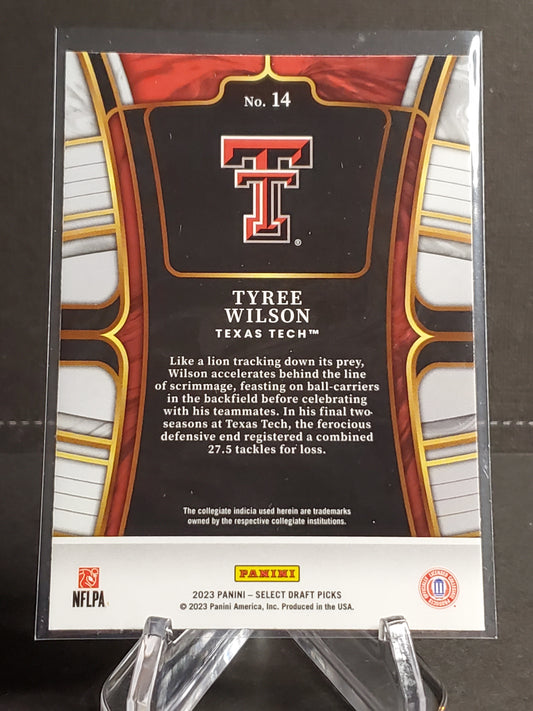 No. 14
®
TYREE
WILSON
TEXAS TECH™
Like a lion tracking down its prey,
Wilson accelerates behind the line
of scrimmage, feasting on ball-carriers
in the backfield before celebrating
with his teammates. In his final two
seasons at Texas Tech, the ferocious
defensive end registered a combined
27.5 tackles for loss.
The collegiate indicia used herein are trademarks
owned by the respective collegiate institutions.
PANINI
NFLPA
2023 PANINI – SELECT DRAFT PICKS
© 2023 Panini America, Inc. Produced in the USA.
OFFICIALLY LICENSED COLLEGIATE PRODUCTS